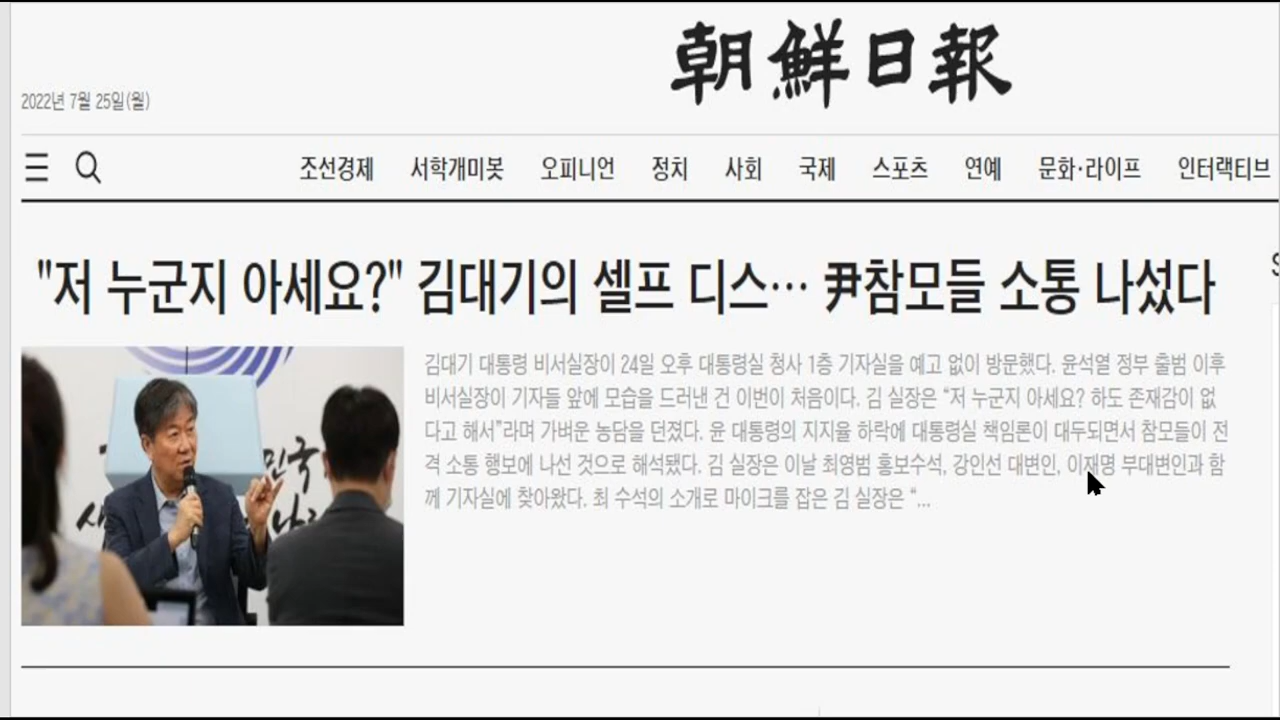 朝鮮日報
2022년 7월 25일(월)
조선경제 서학개미봇 오피니언 정치 사회 국제 스포츠 연예 문화·라이프 인터랙티브
"저 누군지 아세요?" 김대기의 셀프 디스… 尹참모들 소통 나섰다
김대기 대통령 비서실장이 24일 오후 대통령실 청사 1층 기자실을 예고 없이 방문했다. 윤석열 정부 출범 이후
비서실장이 기자들 앞에 모습을 드러낸 건 이번이 처음이다. 김 실장은 “저 누군지 아세요? 하도 존재감이 없
다고 해서”라며 가벼운 농담을 던졌다. 윤 대통령의 지지율 하락에 대통령실 책임론이 대두되면서 참모들이 전
격 소통 행보에 나선 것으로 해석됐다. 김 실장은 이날 최영범 홍보수석, 강인선 대변인, 이재명 부대변인과 함
께 기자실에 찾아왔다. 최 수석의 소개로 마이크를 잡은 김 실장은 “...